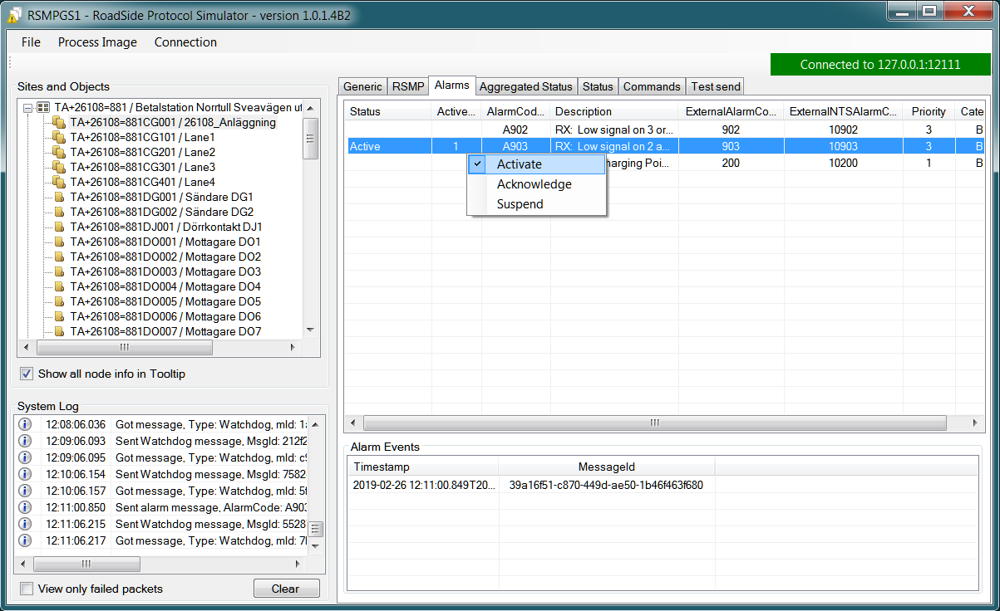 RSMPGS1 - RoadSide Protocol Simulator - version 1.0.1.4B2
File Process Image Connection
Connected to 127.0.0.1:12111
Sites and Objects
TA+26108=881 / Betalstation Norrtull Sveavägen ut
TA+26108=881CG001 / 26108_Anläggning
TA+26108=881CG101 / Lane1
TA+26108=881CG201 / Lane2
TA+26108=881CG301 / Lane3
TA+26108=881CG401 / Lane4
TA+26108=881DG001 / Sändare DG1
TA+26108=881DG002 / Sändare DG2
TA+26108=881DJ001 / Dörrkontakt DJ1
TA+26108=881DO001 / Mottagare DO1
TA+26108=881DO002 / Mottagare DO2
TA+26108=881DO003 / Mottagare DO3
TA+26108=881DO004 / Mottagare DO4
TA+26108=881DO005 / Mottagare DO5
TA+26108=881DO006 / Mottagare DO6
TA+26108=881DO007 / Mottagare DO7
Show all node info in Tooltip
System Log
12:08:06.036 Got message, Type: Watchdog, mId: 1a
12:09:06.093 Sent Watchdog message, MsgId: 212f2
12:09:06.095 Got message, Type: Watchdog, mId: c9
12:10:06.154 Sent Watchdog message, MsgId: 7582
12:10:06.157 Got message, Type: Watchdog, mId: 5f
12:11:00.850 Sent alarm message, AlarmCode: A903
12:11:06.215 Sent Watchdog message, MsgId: 5528
12:11:06.217 Got message, Type: Watchdog, mId: 7
View only failed packets
Clear
Generic RSMP Alarms Aggregated Status Status Commands Test send
Status Active... AlarmCod... Description ExternalAlarmCo... ExternalNTSAlarmC... Priority Cate
A902 RX: Low signal on 3 or... 902 10902 3 B
Active 1 A903 RX: Low signal on 2 a... 903 10903 3 B
harging Poi... 200 10200 1 B
Activate
Acknowledge
Suspend
Alarm Events
Timestamp MessageId
2019-02-26 12:11:00.849T20... 39a16f51-c870-449d-ae50-1b46f463f680